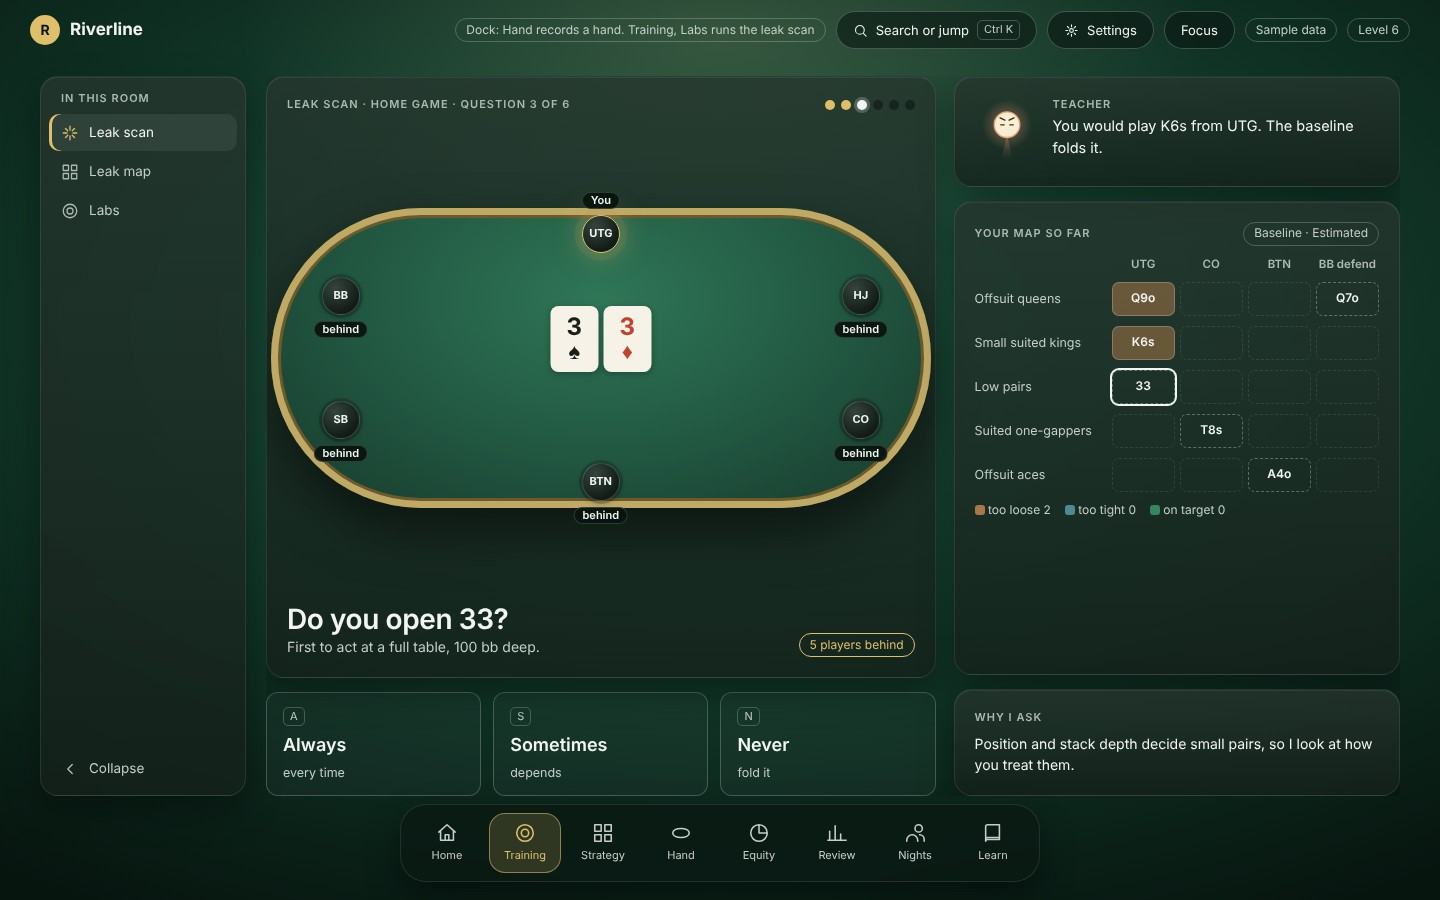 R Riverline
Dock: Hand records a hand. Training, Labs runs the leak scan
Search or jump Ctrl K
Settings
Focus
Sample data
Level 6
IN THIS ROOM
Leak scan
Leak map
Labs
Collapse
LEAK SCAN · HOME GAME · QUESTION 3 OF 6
You
UTG
BB
behind
HJ
behind
3 ♠
3 ♦
SB
behind
CO
behind
BTN
behind
Do you open 33?
First to act at a full table, 100 bb deep.
5 players behind
A
Always
every time
S
Sometimes
depends
N
Never
fold it
TEACHER
You would play K6s from UTG. The baseline
folds it.
YOUR MAP SO FAR
Baseline · Estimated
UTG CO BTN BB defend
Offsuit queens Q9o Q7o
Small suited kings K6s
Low pairs 33
Suited one-gappers T8s
Offsuit aces A4o
too loose 2 too tight 0 on target 0
WHY I ASK
Position and stack depth decide small pairs, so I look at how
you treat them.
Home
Training
Strategy
Hand
Equity
Review
Nights
Learn